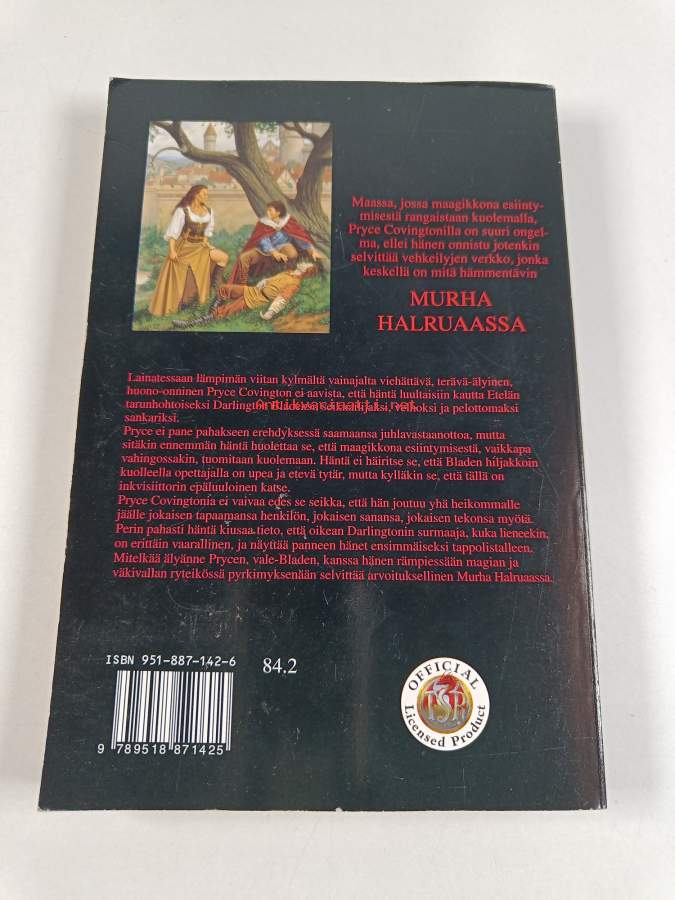 Maassa, jossa maagikkona esiinty-
misestä rangaistaan kuolemalla,
Pryce Covingtonilla on suuri ongel-
ma, ellei hänen onnistu jotenkin
selvittää vehkeilyjen verkko, jonka
keskellä on mitä hämmentävin
MURHA
HALRUAASSA
Lainatessaan lämpimän viitan kylmältä vainajalta viehättävä, terävä-älyinen,
huono-onninen Pryce Covington ei aavista, että häntä luultaisiin kautta Etelän
tarunhohtoiseksi Darlington Bladeksi, seikkailijaksi, velhoksi ja pelottomaksi
sankariksi.
Pryce ei pane pahakseen erehdyksessä saamaansa juhlavastaanottoa, mutta
sitäkin ennemmän häntä huolettaa se, että maagikkona esiintymisestä, vaikkapa
vahingossakin, tuomitaan kuolemaan. Häntä ei häiritse se, että Bladen hiljakkoin
kuolleella opettajalla on upea ja etevä tytär, mutta kylläkin se, että tällä on
inkvisiittorin epäluuloinen katse.
Pryce Covingtonia ei vaivaa edes se seikka, että hän joutuu yhä heikommalle
jäälle jokaisen tapaamansa henkilön, jokaisen sanansa, jokaisen tekonsa myötä.
Perin pahasti häntä kiusaa tieto, että oikean Darlingtonin surmaaja, kuka lieneekin,
on erittäin vaarallinen, ja näyttää panneen hänet ensimmäiseksi tappolistalleen.
Mitelkää älyänne Prycen, vale-Bladen, kanssa hänen rämpiessään magian ja
väkivallan ryteikössä pyrkimyksenään selvittää arvoituksellinen Murha Halruaassa.
ISBN 951-887-142-6
84.2
9 789518 871425
OFFICIAL
TSR
Licensed Product